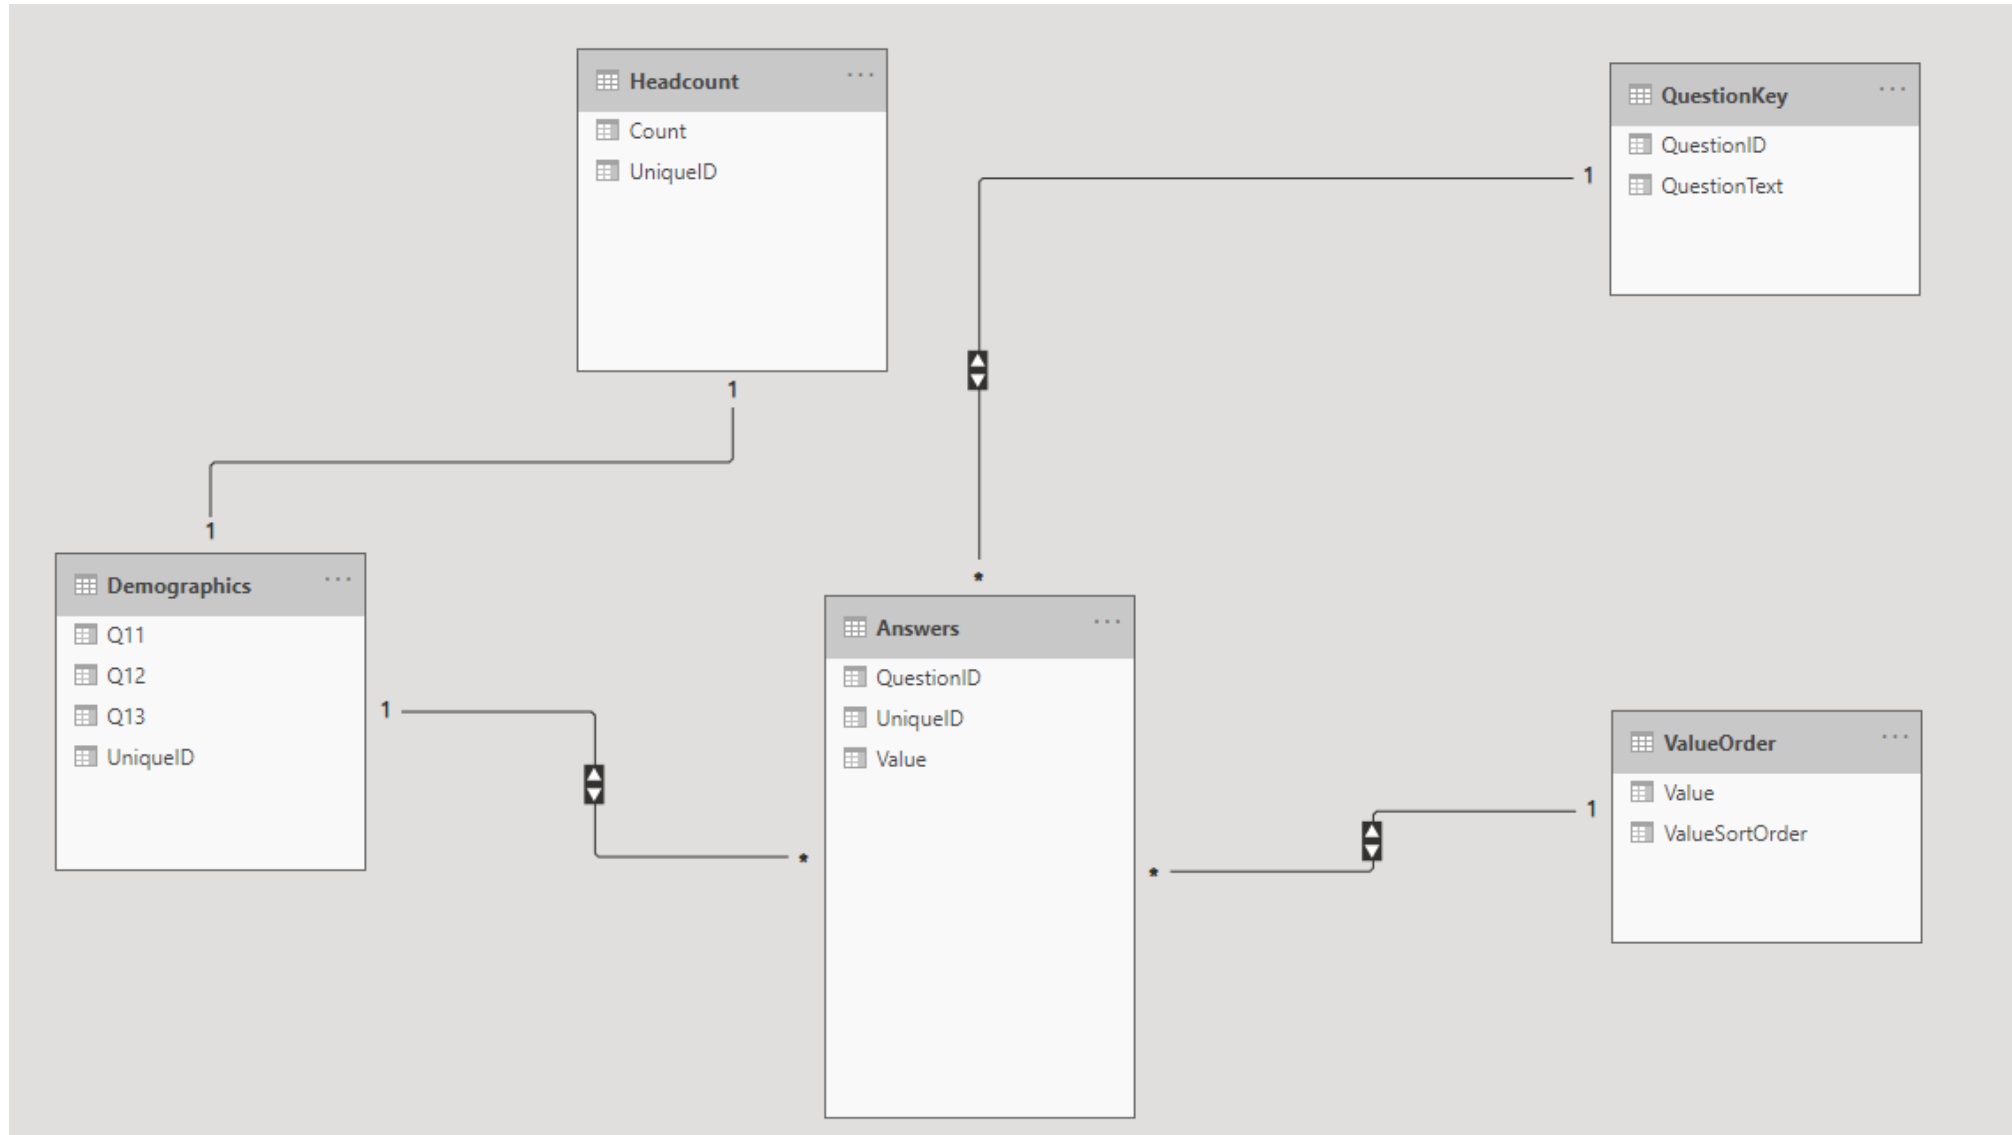 Headcount
Count
UniqueID
1
QuestionKey
QuestionID
QuestionText
1
1
Demographics
Q11
Q12
Q13
UniqueID
1
*
*
Answers
QuestionID
UniqueID
Value
*
1
ValueOrder
Value
ValueSortOrder